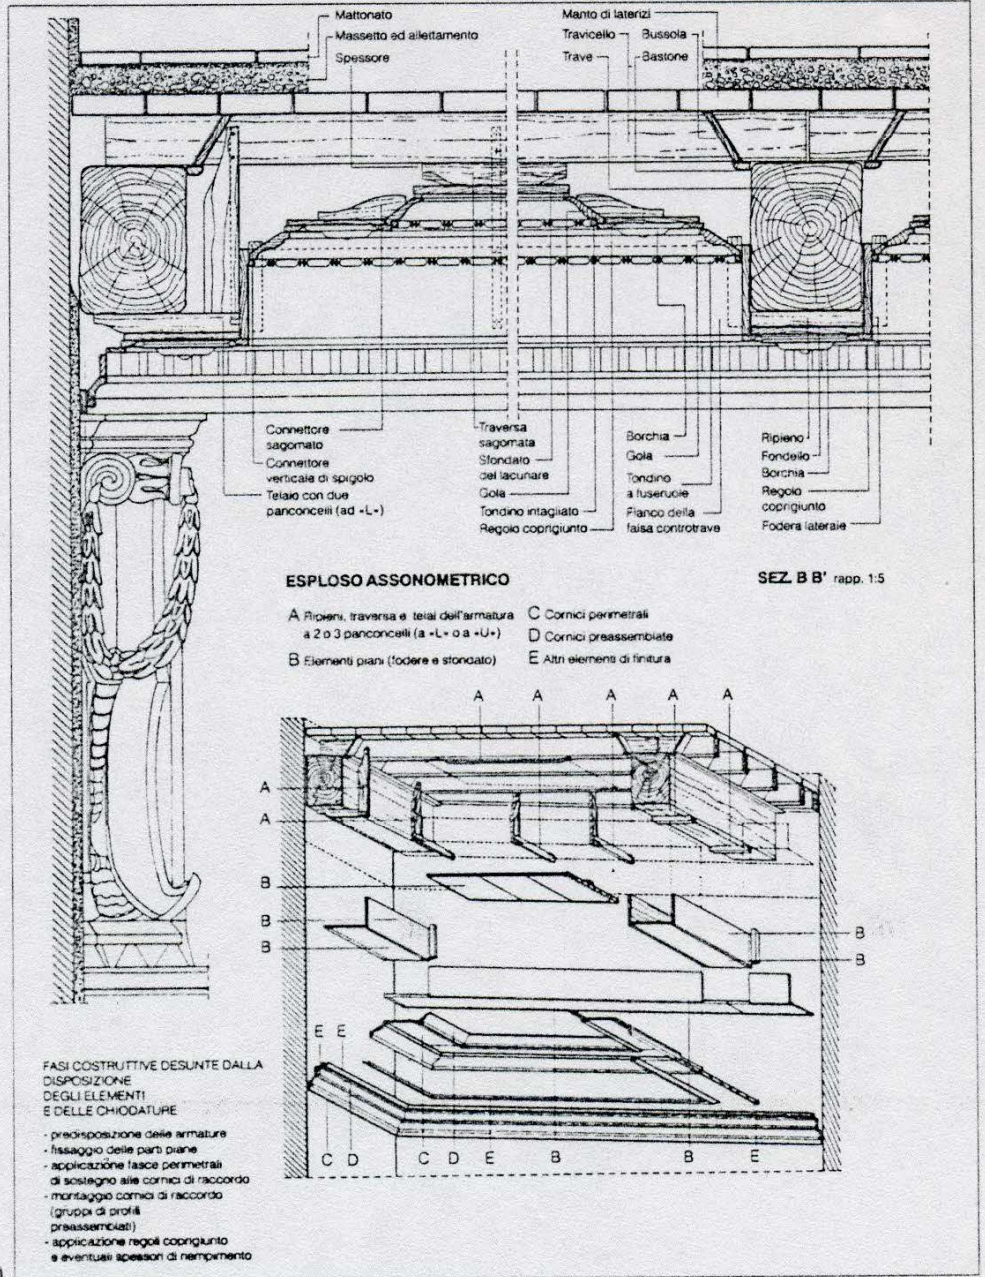 Mattonato
Massetto ed allettamento
Spessore
Manto di laterizi
Travicello
Bussola
Trave
Bastone
Connettore
sagomato
Connettore
verticale di spigolo
Telaio con due
panconcelli (ad «L»)
Traversa
sagomata
Sfondato
del lacunare
Gola
Tondino intagliato
Regolo coprigiunto
Borchia
Gola
Tondino
a fuseruole
Fianco della
falsa controtrave
Ripieno
Fondello
Borchia
Regolo
coprigiunto
Fodera laterale
ESPLOSO ASSONOMETRICO
SEZ. B B' rapp. 1:5
A Ripieni, traversa e telai dell'armatura
a 2 o 3 panconcelli (a «L» o a «U»)
B Elementi piani (fodere e sfondato)
C Cornici perimetrali
D Cornici preassemblate
E Altri elementi di finitura
A A A A A
A
A
B
B
B
B
B
E E
C D C D E B B E
FASI COSTRUTTIVE DESUNTE DALLA
DISPOSIZIONE
DEGLI ELEMENTI
E DELLE CHIODATURE
- predisposizione delle armature
- fissaggio delle parti piane
- applicazione fasce perimetrali
di sostegno alle cornici di raccordo
- montaggio cornici di raccordo
(gruppi di profili
preassemblati)
- applicazione regoli coprigiunto
e eventuali spessori di riempimento